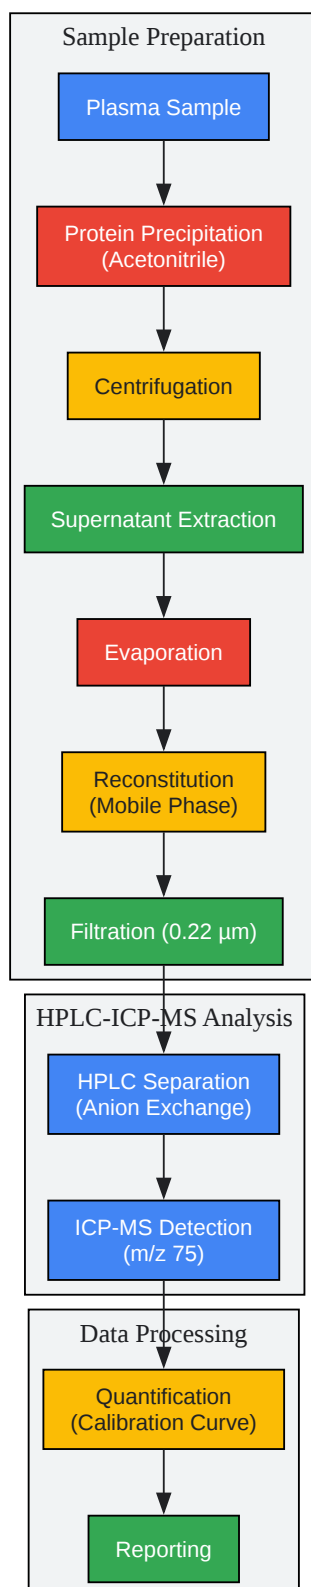 Sample Preparation
Plasma Sample
Protein Precipitation
(Acetonitrile)
Centrifugation
Supernatant Extraction
Evaporation
Reconstitution
(Mobile Phase)
Filtration (0.22 µm)
HPLC-ICP-MS Analysis
HPLC Separation
(Anion Exchange)
ICP-MS Detection
(m/z 75)
Data Processing
Quantification
(Calibration Curve)
Reporting